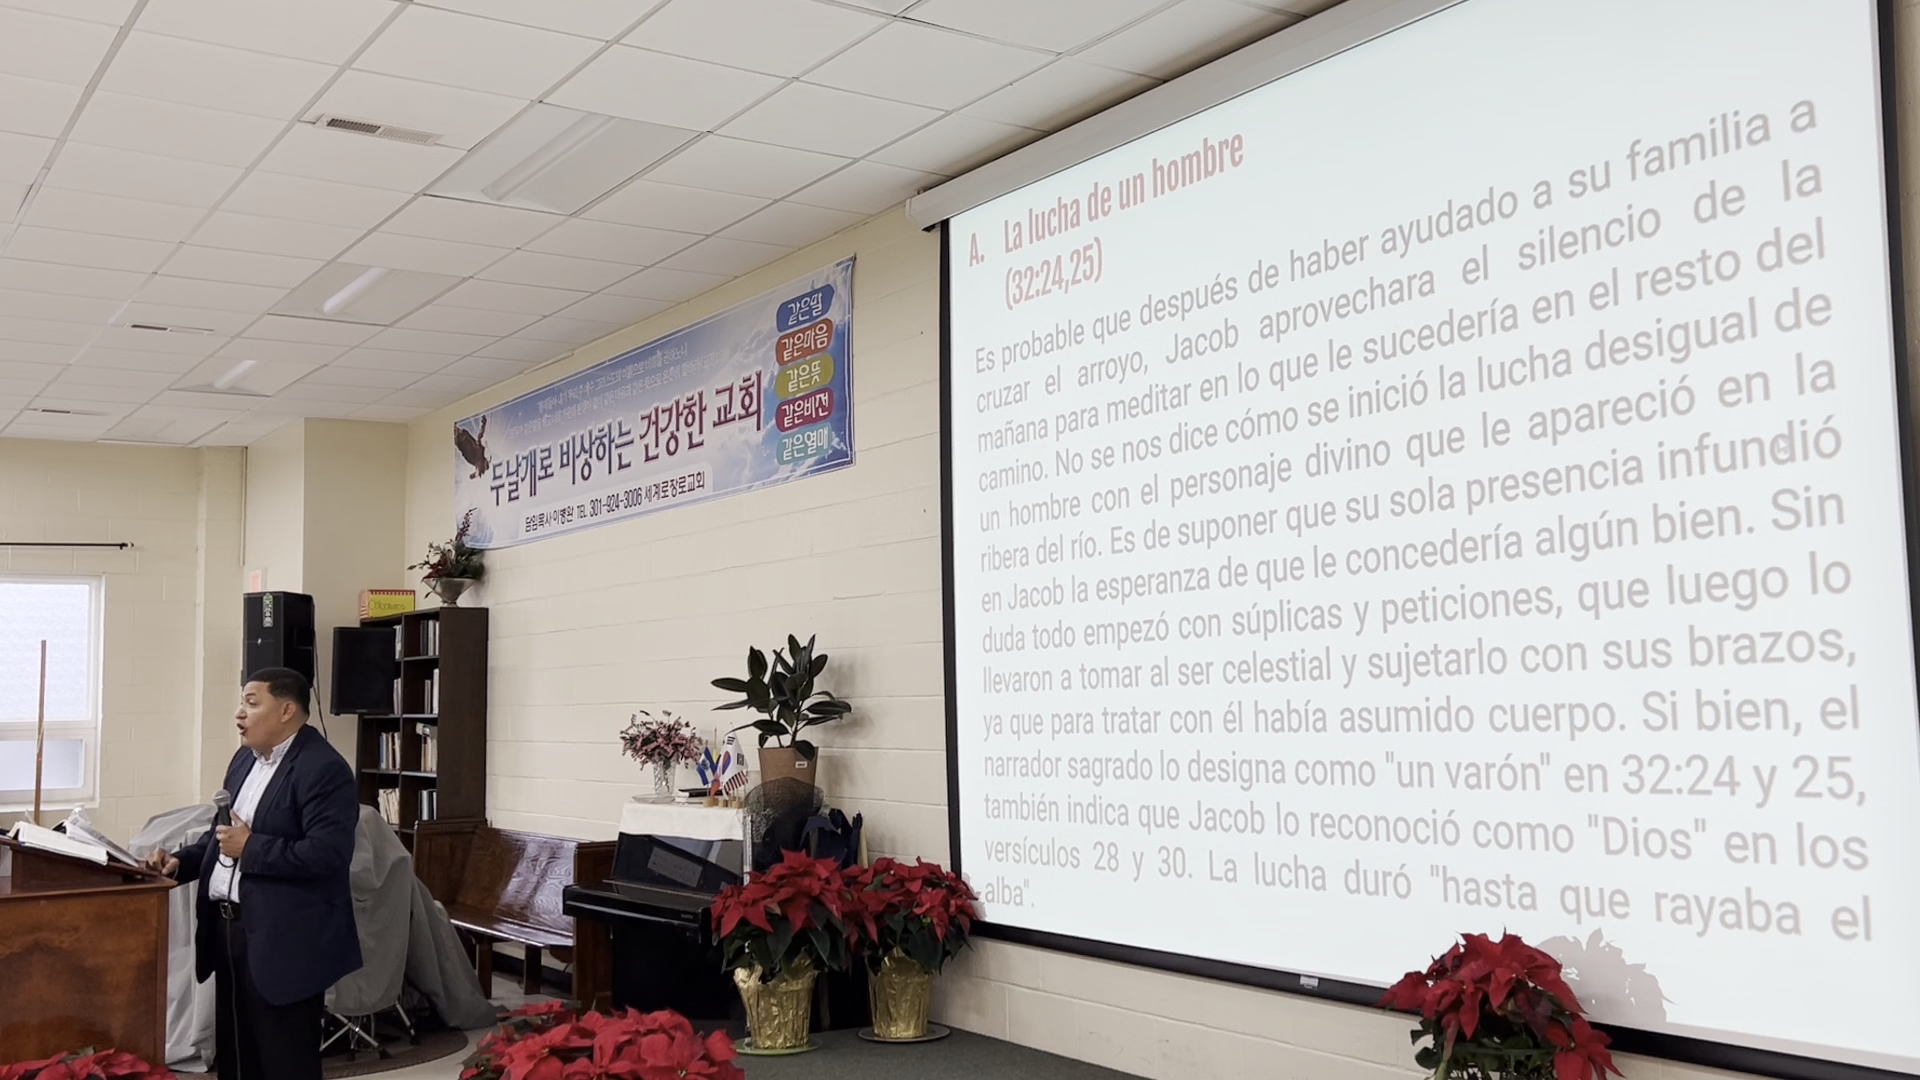 두날개로 비상하는 건강한 교회
담임목사 이병완 TEL 301-924-3006 세계로장로교회
같은말
같은마음
같은뜻
같은비전
같은열매
A. La lucha de un hombre
(32:24,25)
Es probable que después de haber ayudado a su familia a
cruzar el arroyo, Jacob aprovechara el silencio de la
mañana para meditar en lo que le sucedería en el resto del
camino. No se nos dice cómo se inició la lucha desigual de
un hombre con el personaje divino que le apareció en la
ribera del río. Es de suponer que su sola presencia infundió
en Jacob la esperanza de que le concedería algún bien. Sin
duda todo empezó con súplicas y peticiones, que luego lo
llevaron a tomar al ser celestial y sujetarlo con sus brazos,
ya que para tratar con él había asumido cuerpo. Si bien, el
narrador sagrado lo designa como "un varón" en 32:24 y 25,
también indica que Jacob lo reconoció como "Dios" en los
versículos 28 y 30. La lucha duró "hasta que rayaba el
alba".